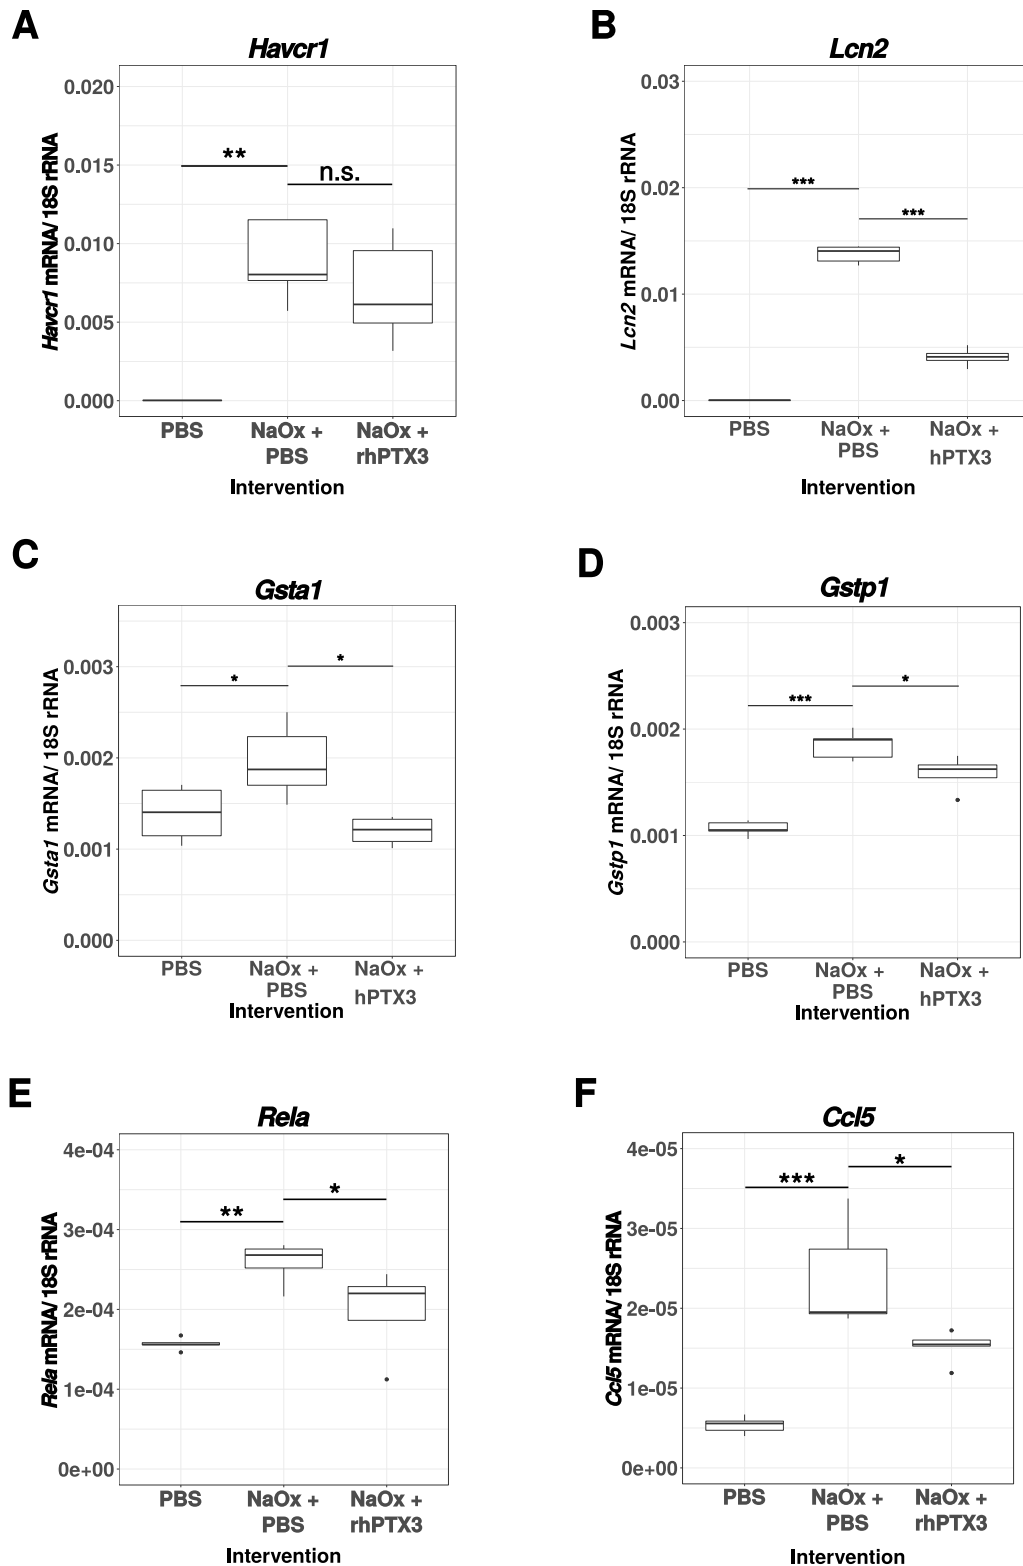 A
Havcr1
0.020
0.015
0.010
0.005
0.000
Havcr1 mRNA/ 18S rRNA
**
n.s.
PBS
NaOx +
PBS
NaOx +
rhPTX3
Intervention
B
Lcn2
0.03
0.02
0.01
0.00
Lcn2 mRNA/ 18S rRNA
***
***
PBS
NaOx +
PBS
NaOx +
hPTX3
Intervention
C
Gsta1
0.003
0.002
0.001
0.000
Gsta1 mRNA/ 18S rRNA
*
*
PBS
NaOx +
PBS
NaOx +
hPTX3
Intervention
D
Gstp1
0.003
0.002
0.001
0.000
Gstp1 mRNA/ 18S rRNA
***
*
PBS
NaOx +
PBS
NaOx +
hPTX3
Intervention
E
Rela
4e-04
3e-04
2e-04
1e-04
0e+00
Rela mRNA/ 18S rRNA
**
*
PBS
NaOx +
PBS
NaOx +
rhPTX3
Intervention
F
Ccl5
4e-05
3e-05
2e-05
1e-05
0e+00
Ccl5 mRNA/ 18S rRNA
***
*
PBS
NaOx +
PBS
NaOx +
rhPTX3
Intervention